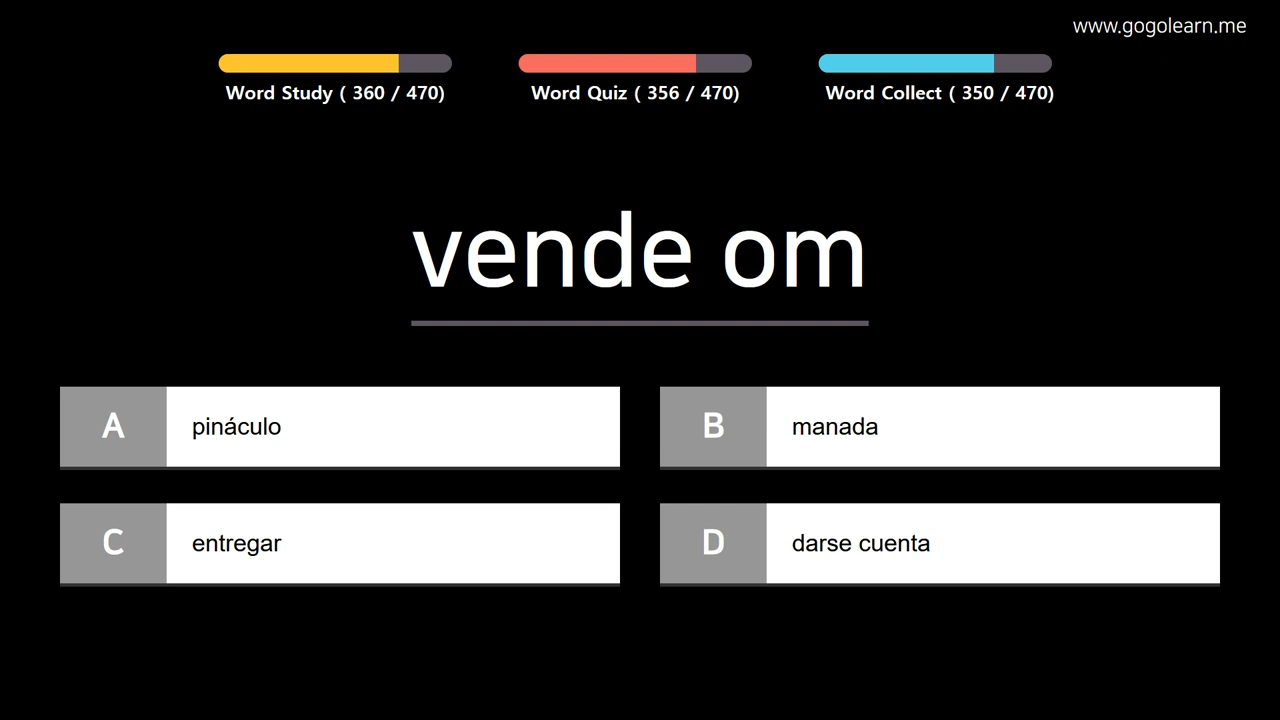 www.gogolearn.me
Word Study ( 360 / 470)
Word Quiz ( 356 / 470)
Word Collect ( 350 / 470)
vende om
A pináculo
B manada
C entregar
D darse cuenta